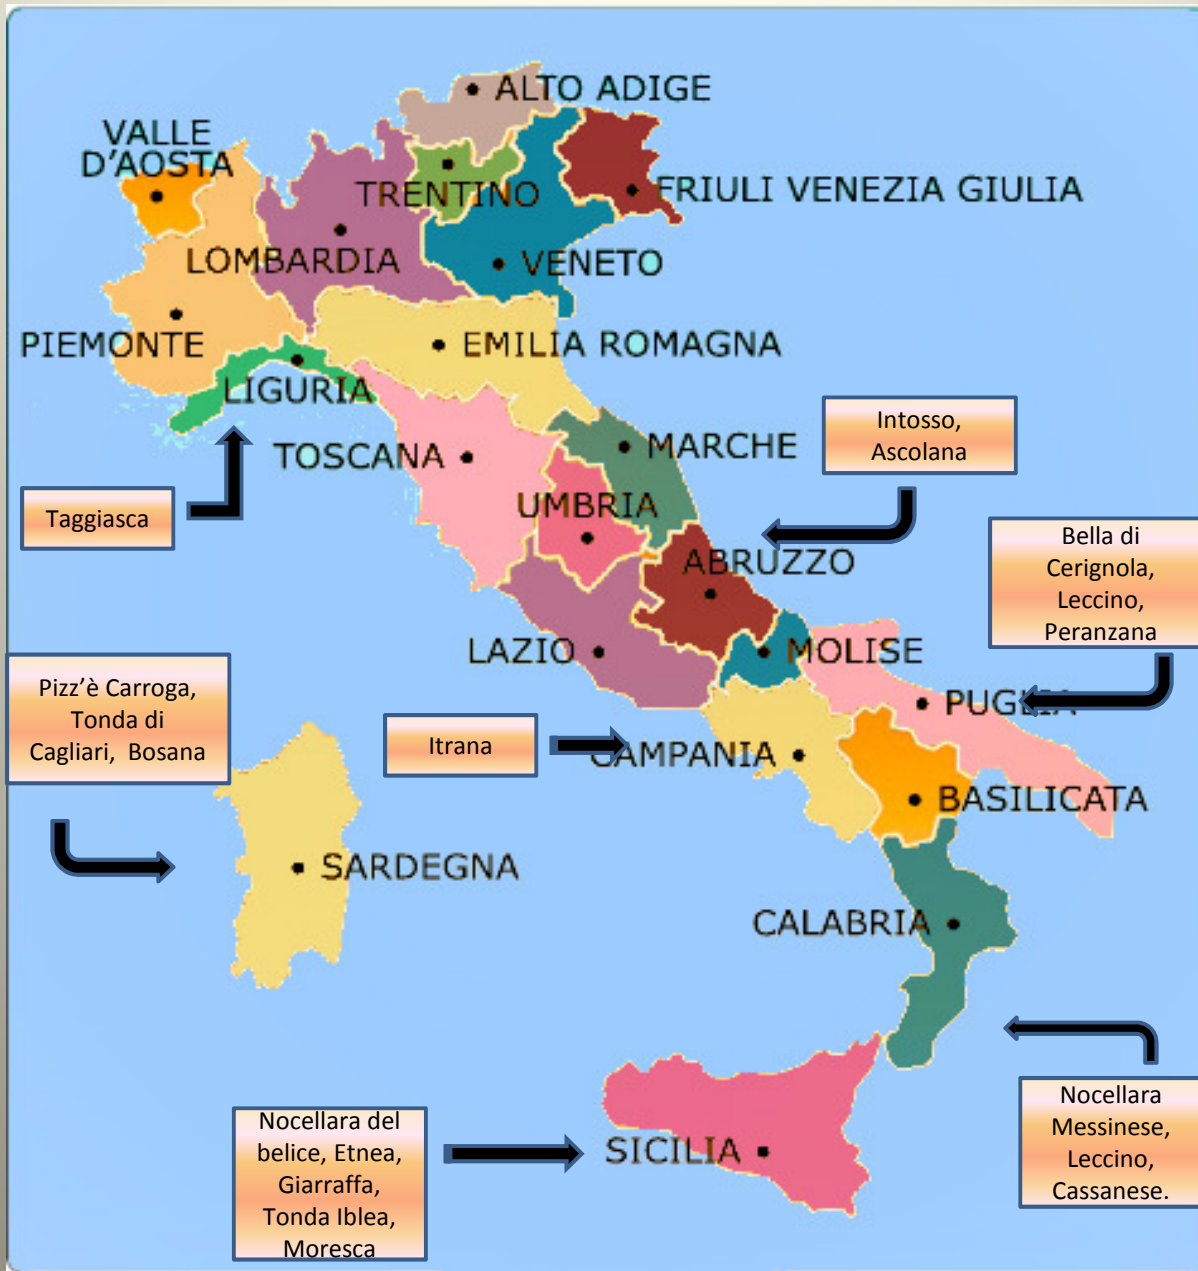 ALTO ADIGE
VALLE
D'AOSTA
TRENTINO
FRIULI VENEZIA GIULIA
LOMBARDIA
VENETO
PIEMONTE
EMILIA ROMAGNA
LIGURIA
TOSCANA
MARCHE
UMBRIA
Intosso,
Ascolana
Taggiasca
ABRUZZO
Bella di
Cerignola,
Leccino,
Peranzana
LAZIO
MOLISE
PUGLIA
Pizz'è Carroga,
Tonda di
Cagliari, Bosana
Itrana
CAMPANIA
BASILICATA
SARDEGNA
CALABRIA
Nocellara
Messinese,
Leccino,
Cassanese.
Nocellara del
belice, Etnea,
Giarraffa,
Tonda Iblea,
Moresca
SICILIA